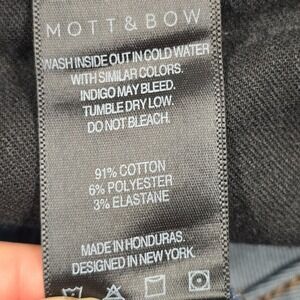 MOTT & BOW
WASH INSIDE OUT IN COLD WATER
WITH SIMILAR COLORS.
INDIGO MAY BLEED.
TUMBLE DRY LOW.
DO NOT BLEACH.
91% COTTON
6% POLYESTER
3% ELASTANE
MADE IN HONDURAS.
DESIGNED IN NEW YORK.